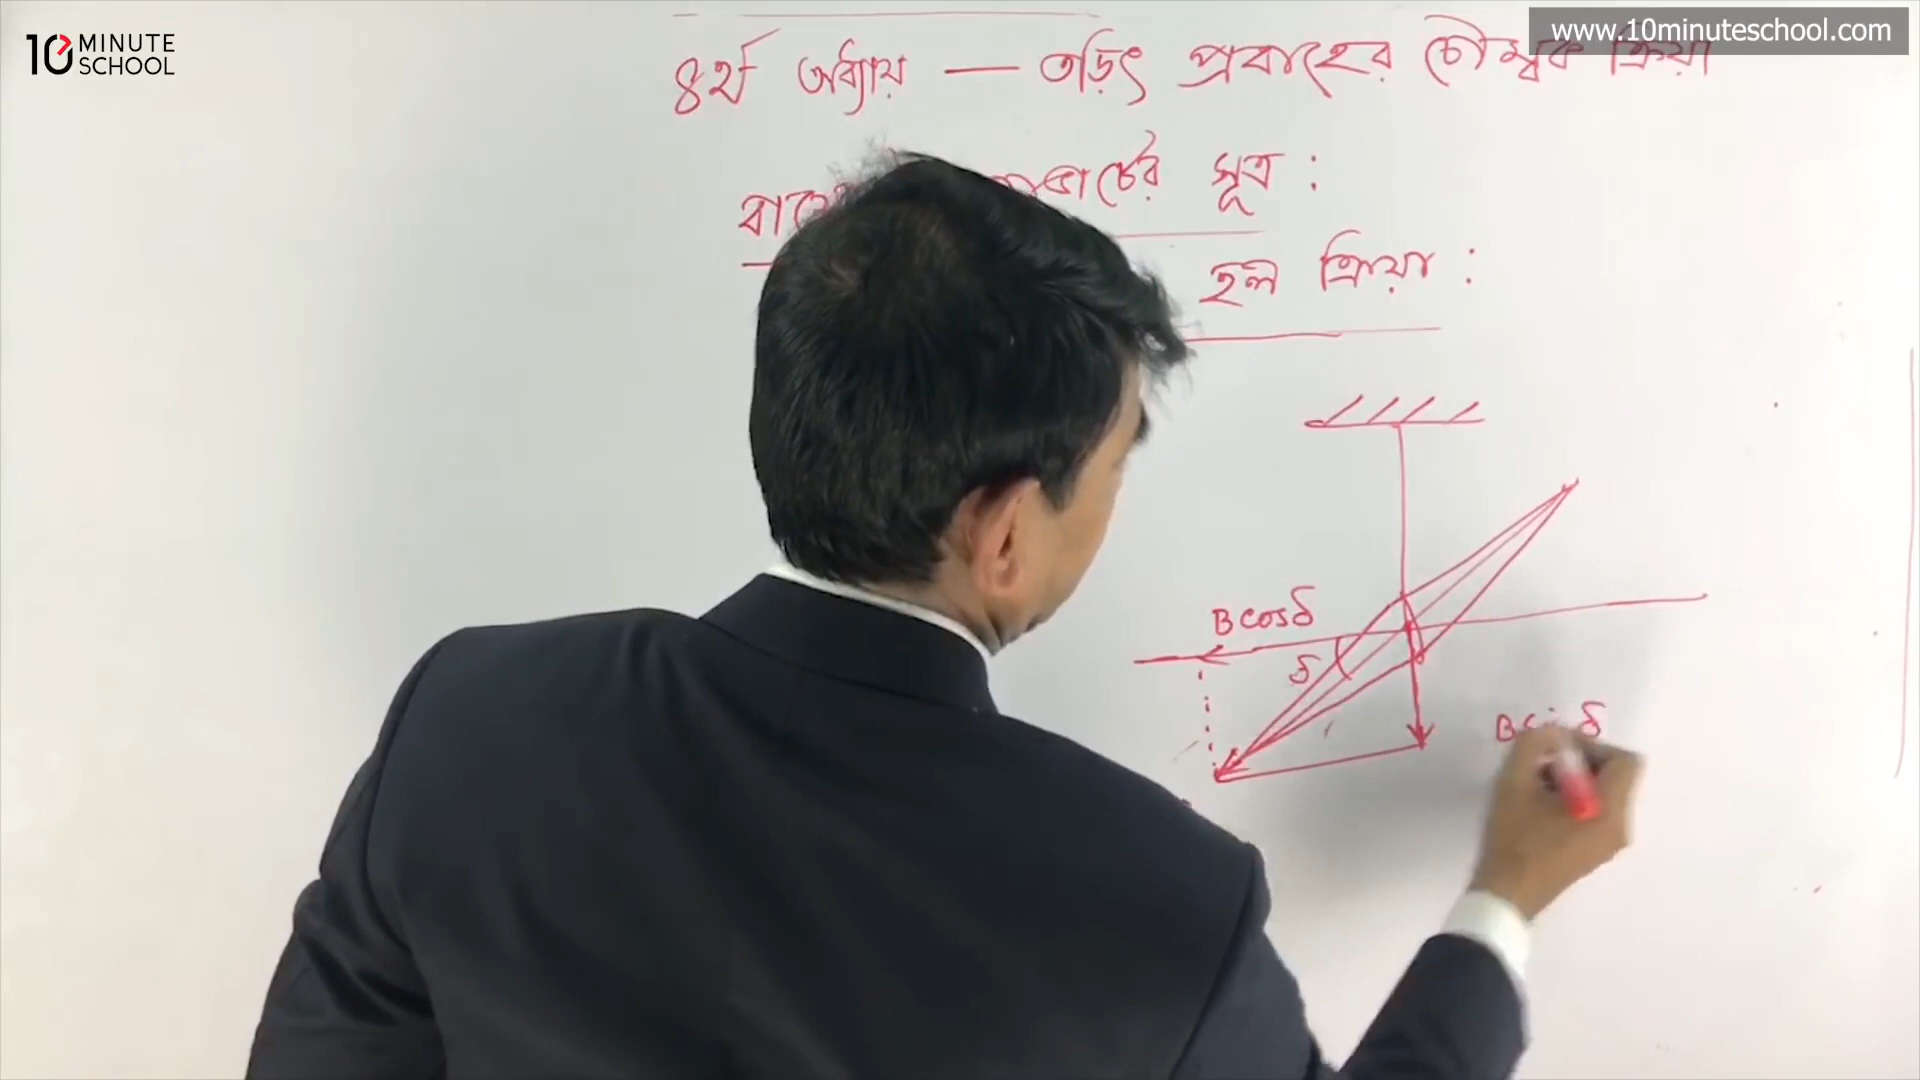 10 MINUTE
SCHOOL
www.10minuteschool.com
৪র্থ অধ্যায় — তড়িৎ প্রবাহের চৌম্বক ক্রিয়া
সূত্র :
হল ক্রিয়া :
B cosδ
δ